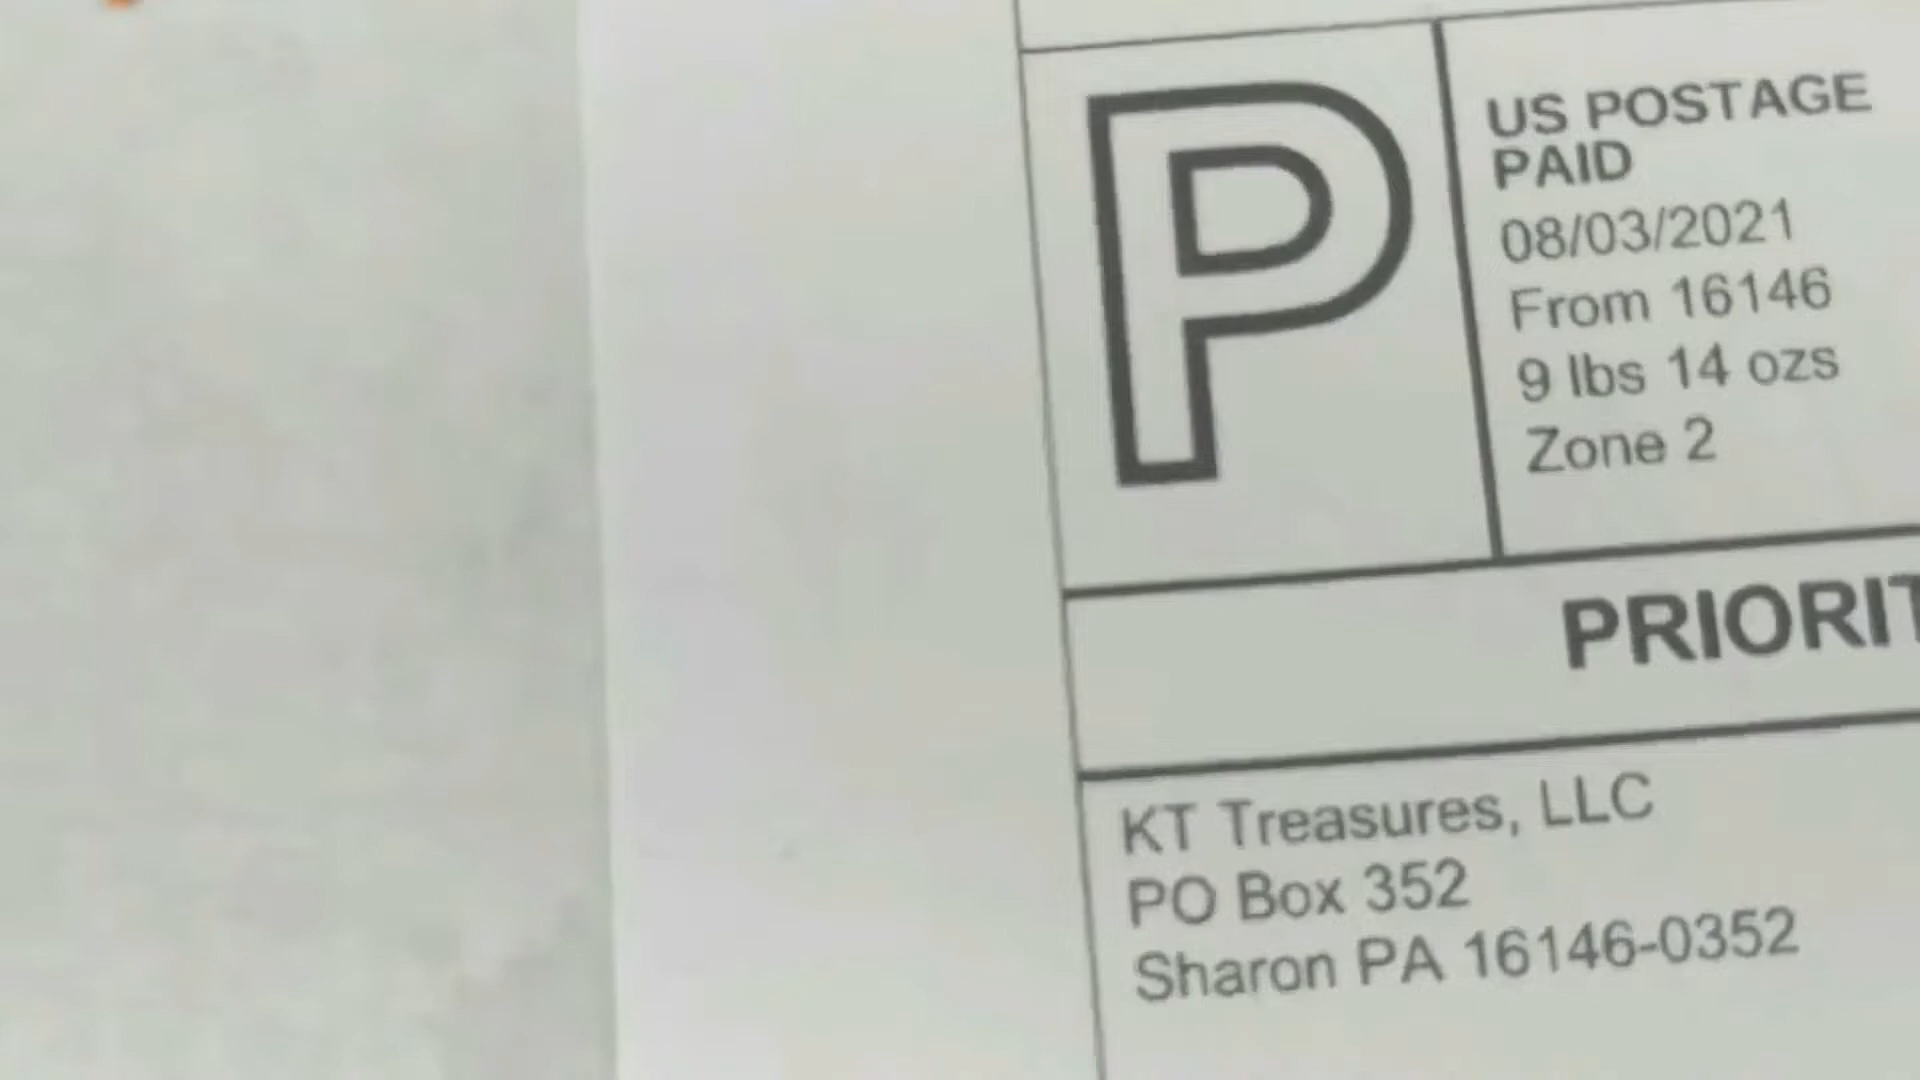 P
US POSTAGE
PAID
08/03/2021
From 16146
9 lbs 14 ozs
Zone 2
PRIORIT
KT Treasures, LLC
PO Box 352
Sharon PA 16146-0352